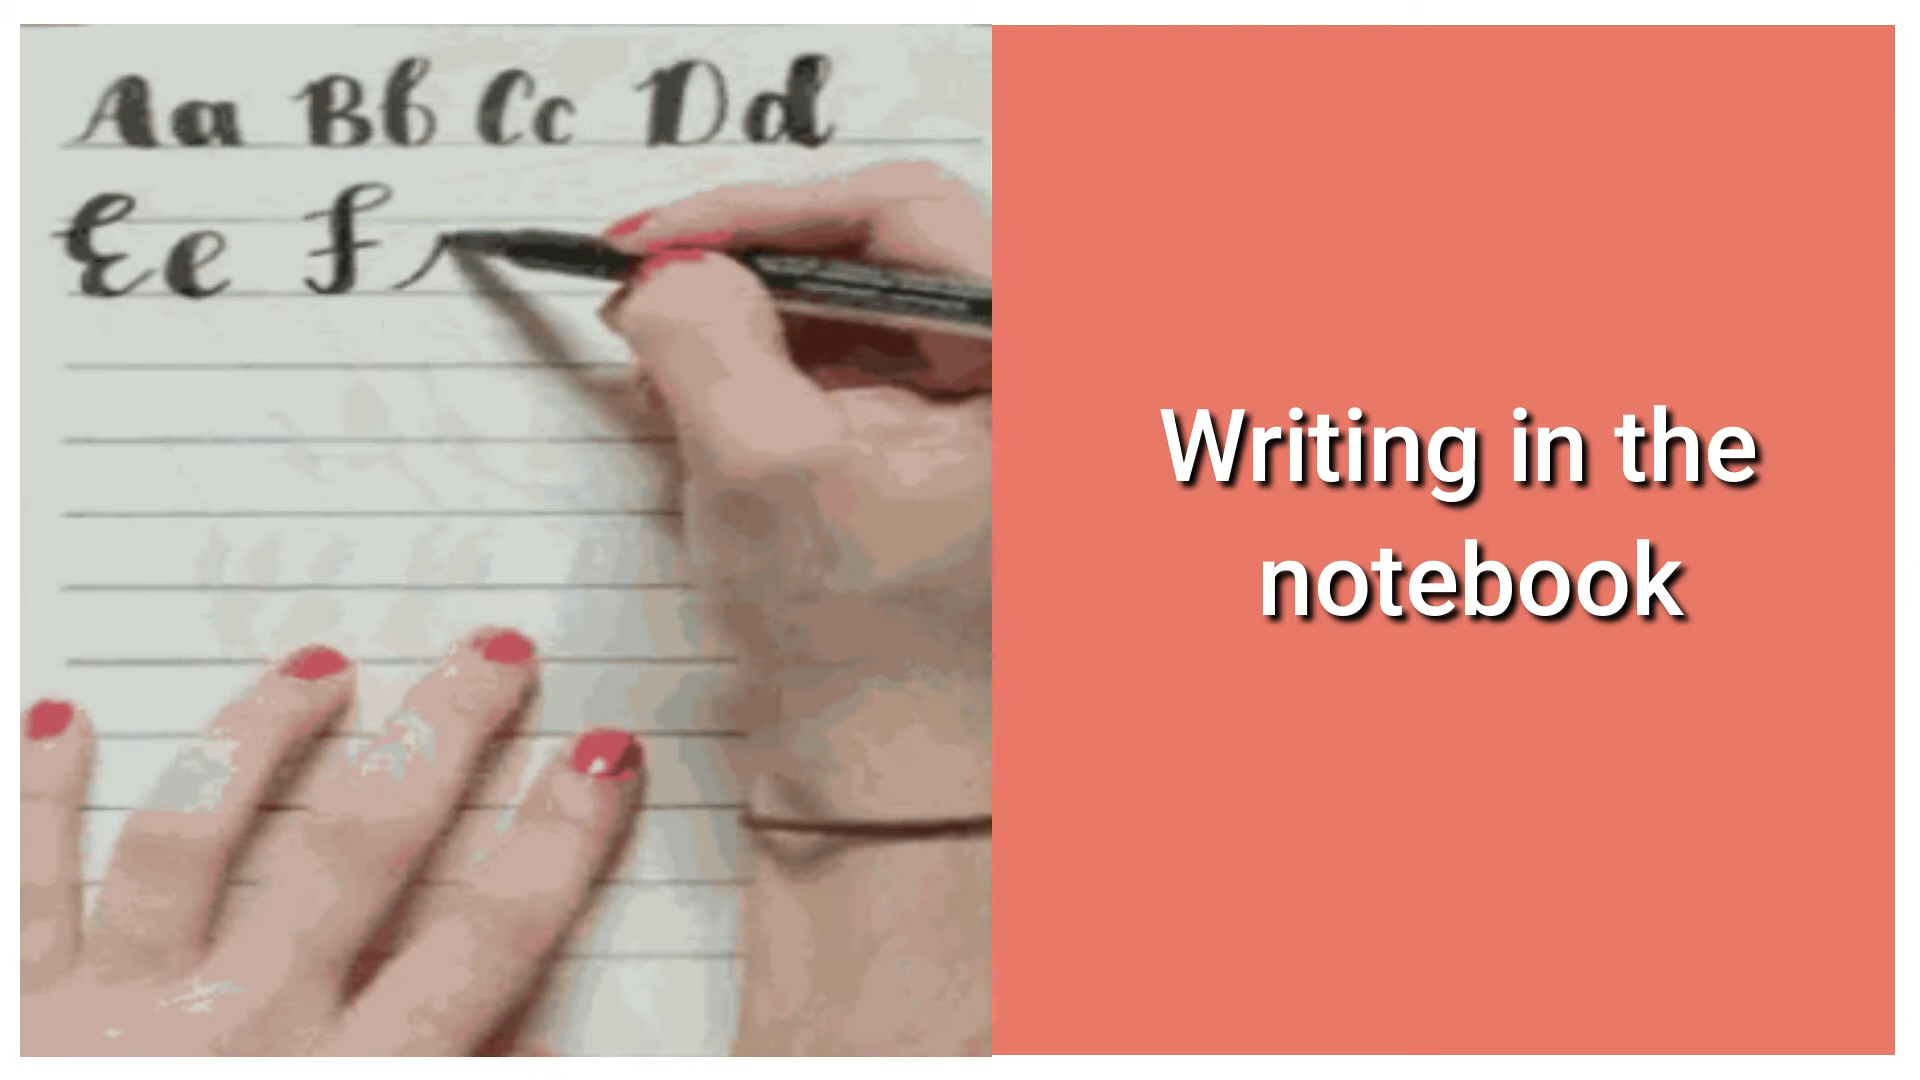 Aa Bb Cc Dd
Ee F
Writing in the
notebook